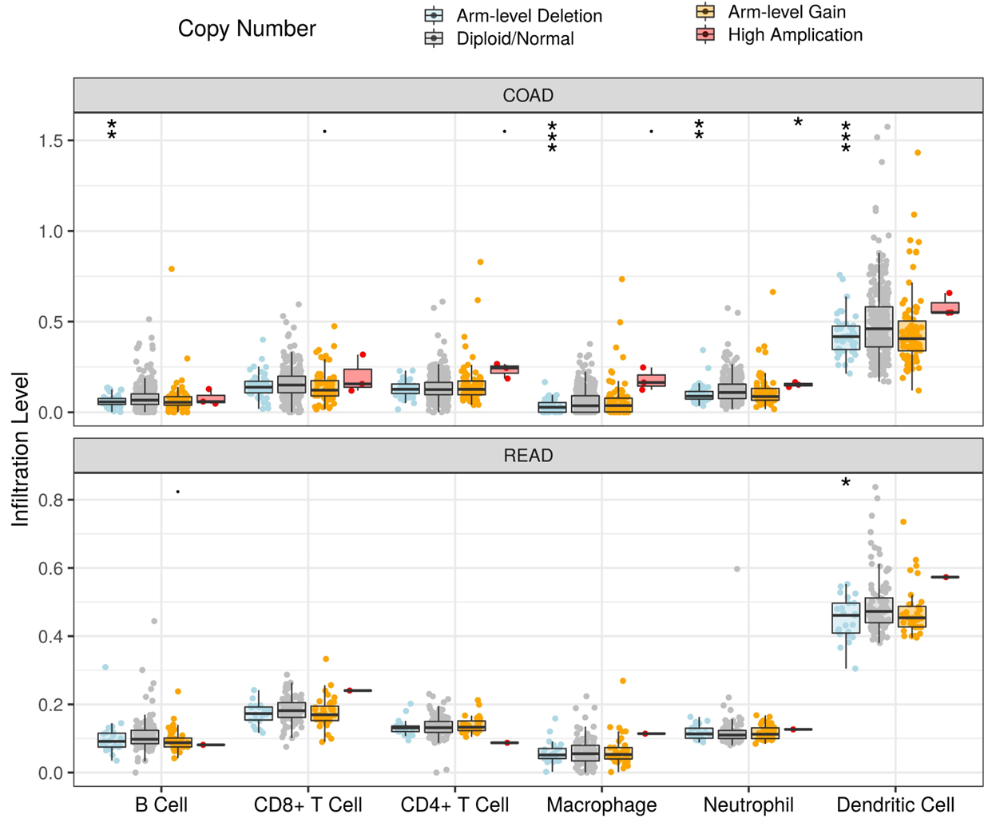 Copy Number
Arm-level Deletion
Diploid/Normal
Arm-level Gain
High Amplication
COAD
** . . *** . ** * ***
1.5
1.0
0.5
0.0
Infiltration Level
READ
. *
0.8
0.6
0.4
0.2
0.0
B Cell CD8+ T Cell CD4+ T Cell Macrophage Neutrophil Dendritic Cell